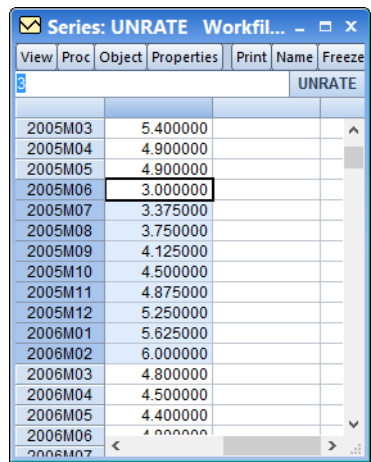 Series: UNRATE Workfil...
View Proc Object Properties Print Name Freeze
3 UNRATE
2005M03 5.400000
2005M04 4.900000
2005M05 4.900000
2005M06 3.000000
2005M07 3.375000
2005M08 3.750000
2005M09 4.125000
2005M10 4.500000
2005M11 4.875000
2005M12 5.250000
2006M01 5.625000
2006M02 6.000000
2006M03 4.800000
2006M04 4.500000
2006M05 4.400000
2006M06
2006M07